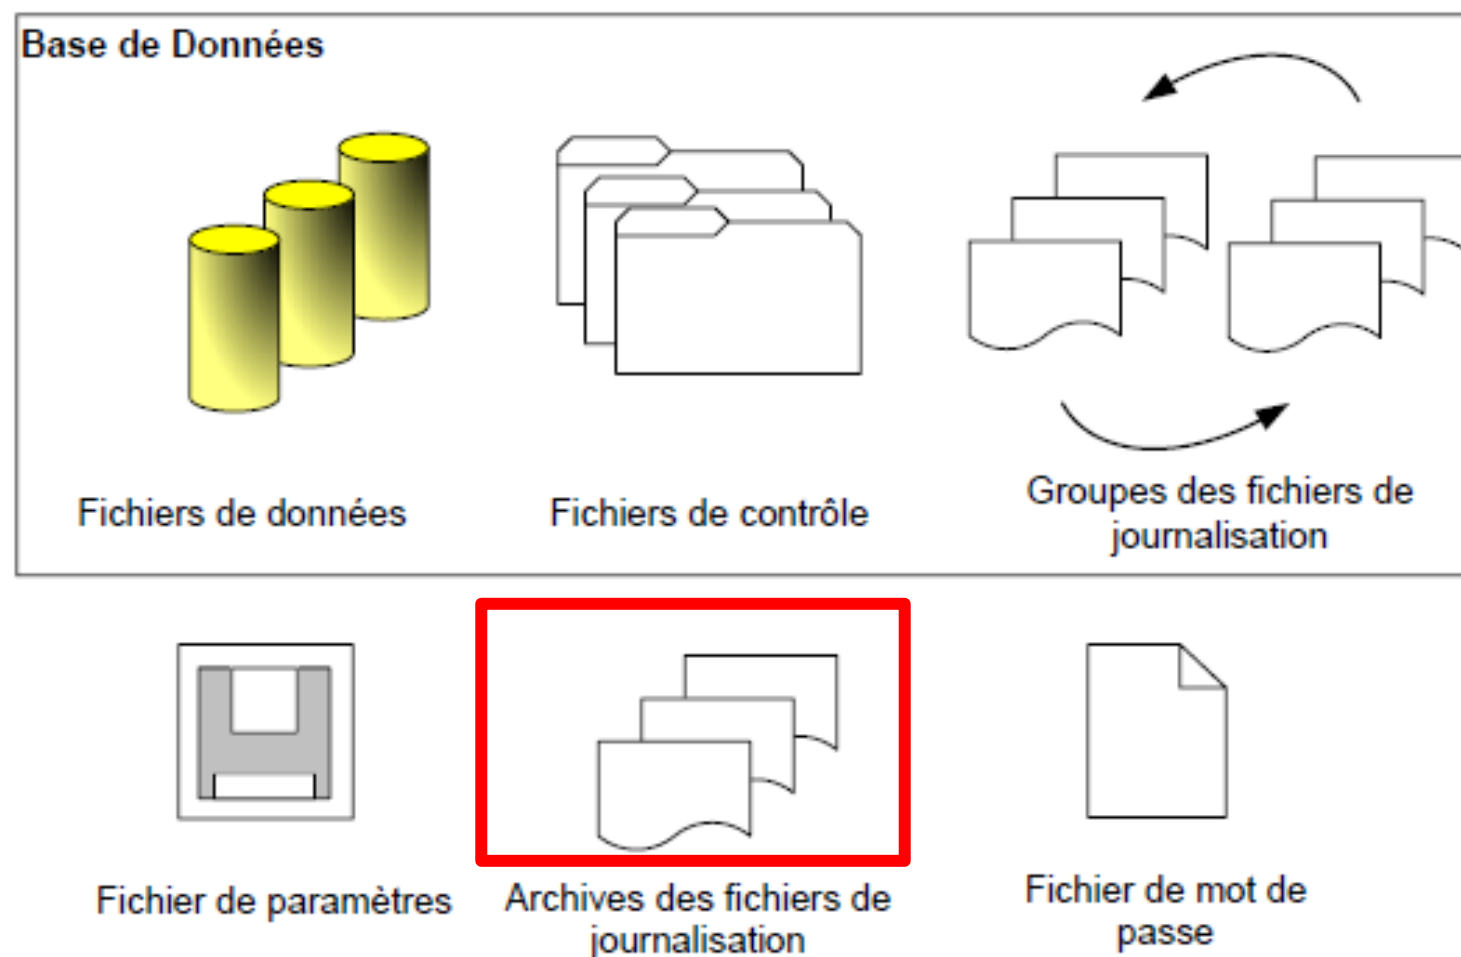 Base de Données
Fichiers de données
Fichiers de contrôle
Groupes des fichiers de
journalisation
Fichier de paramètres
Archives des fichiers de
journalisation
Fichier de mot de
passe